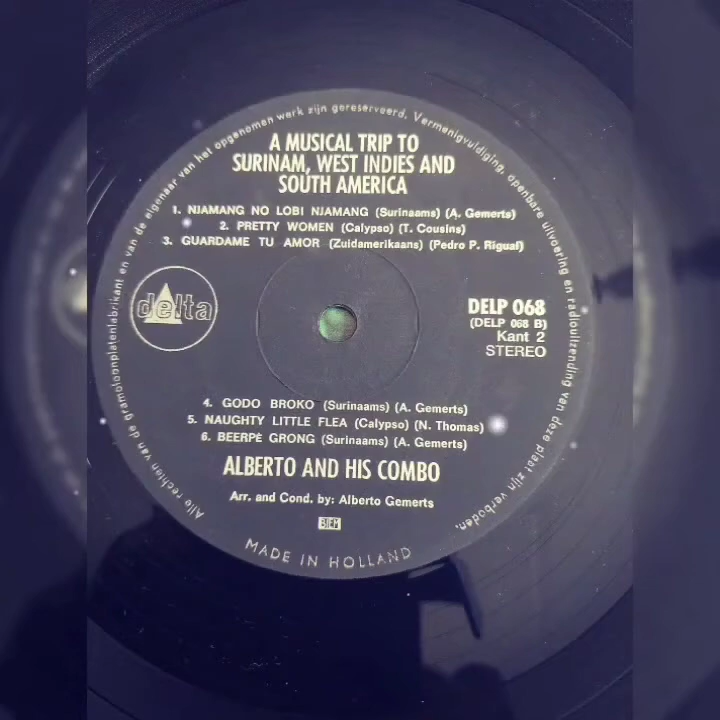 Alle rechten van de gramofoonplatenfabrikant en van de eigenaar van het opgenomen werk zijn gereserveerd. Vermenigvuldiging, openbare uitvoering en radiouitzending van deze plaat zijn verboden.
A MUSICAL TRIP TO
SURINAM, WEST INDIES AND
SOUTH AMERICA
1. NJAMANG NO LOBI NJAMANG (Surinaams) (A. Gemerts)
2. PRETTY WOMEN (Calypso) (T. Cousins)
3. GUARDAME TU AMOR (Zuidamerikaans) (Pedro P. Rigual)
delta
DELP 068
(DELP 068 B)
Kant 2
STEREO
4. GODO BROKO (Surinaams) (A. Gemerts)
5. NAUGHTY LITTLE FLEA (Calypso) (N. Thomas)
6. BEERPÈ GRONG (Surinaams) (A. Gemerts)
ALBERTO AND HIS COMBO
Arr. and Cond. by: Alberto Gemerts
BIEM
MADE IN HOLLAND